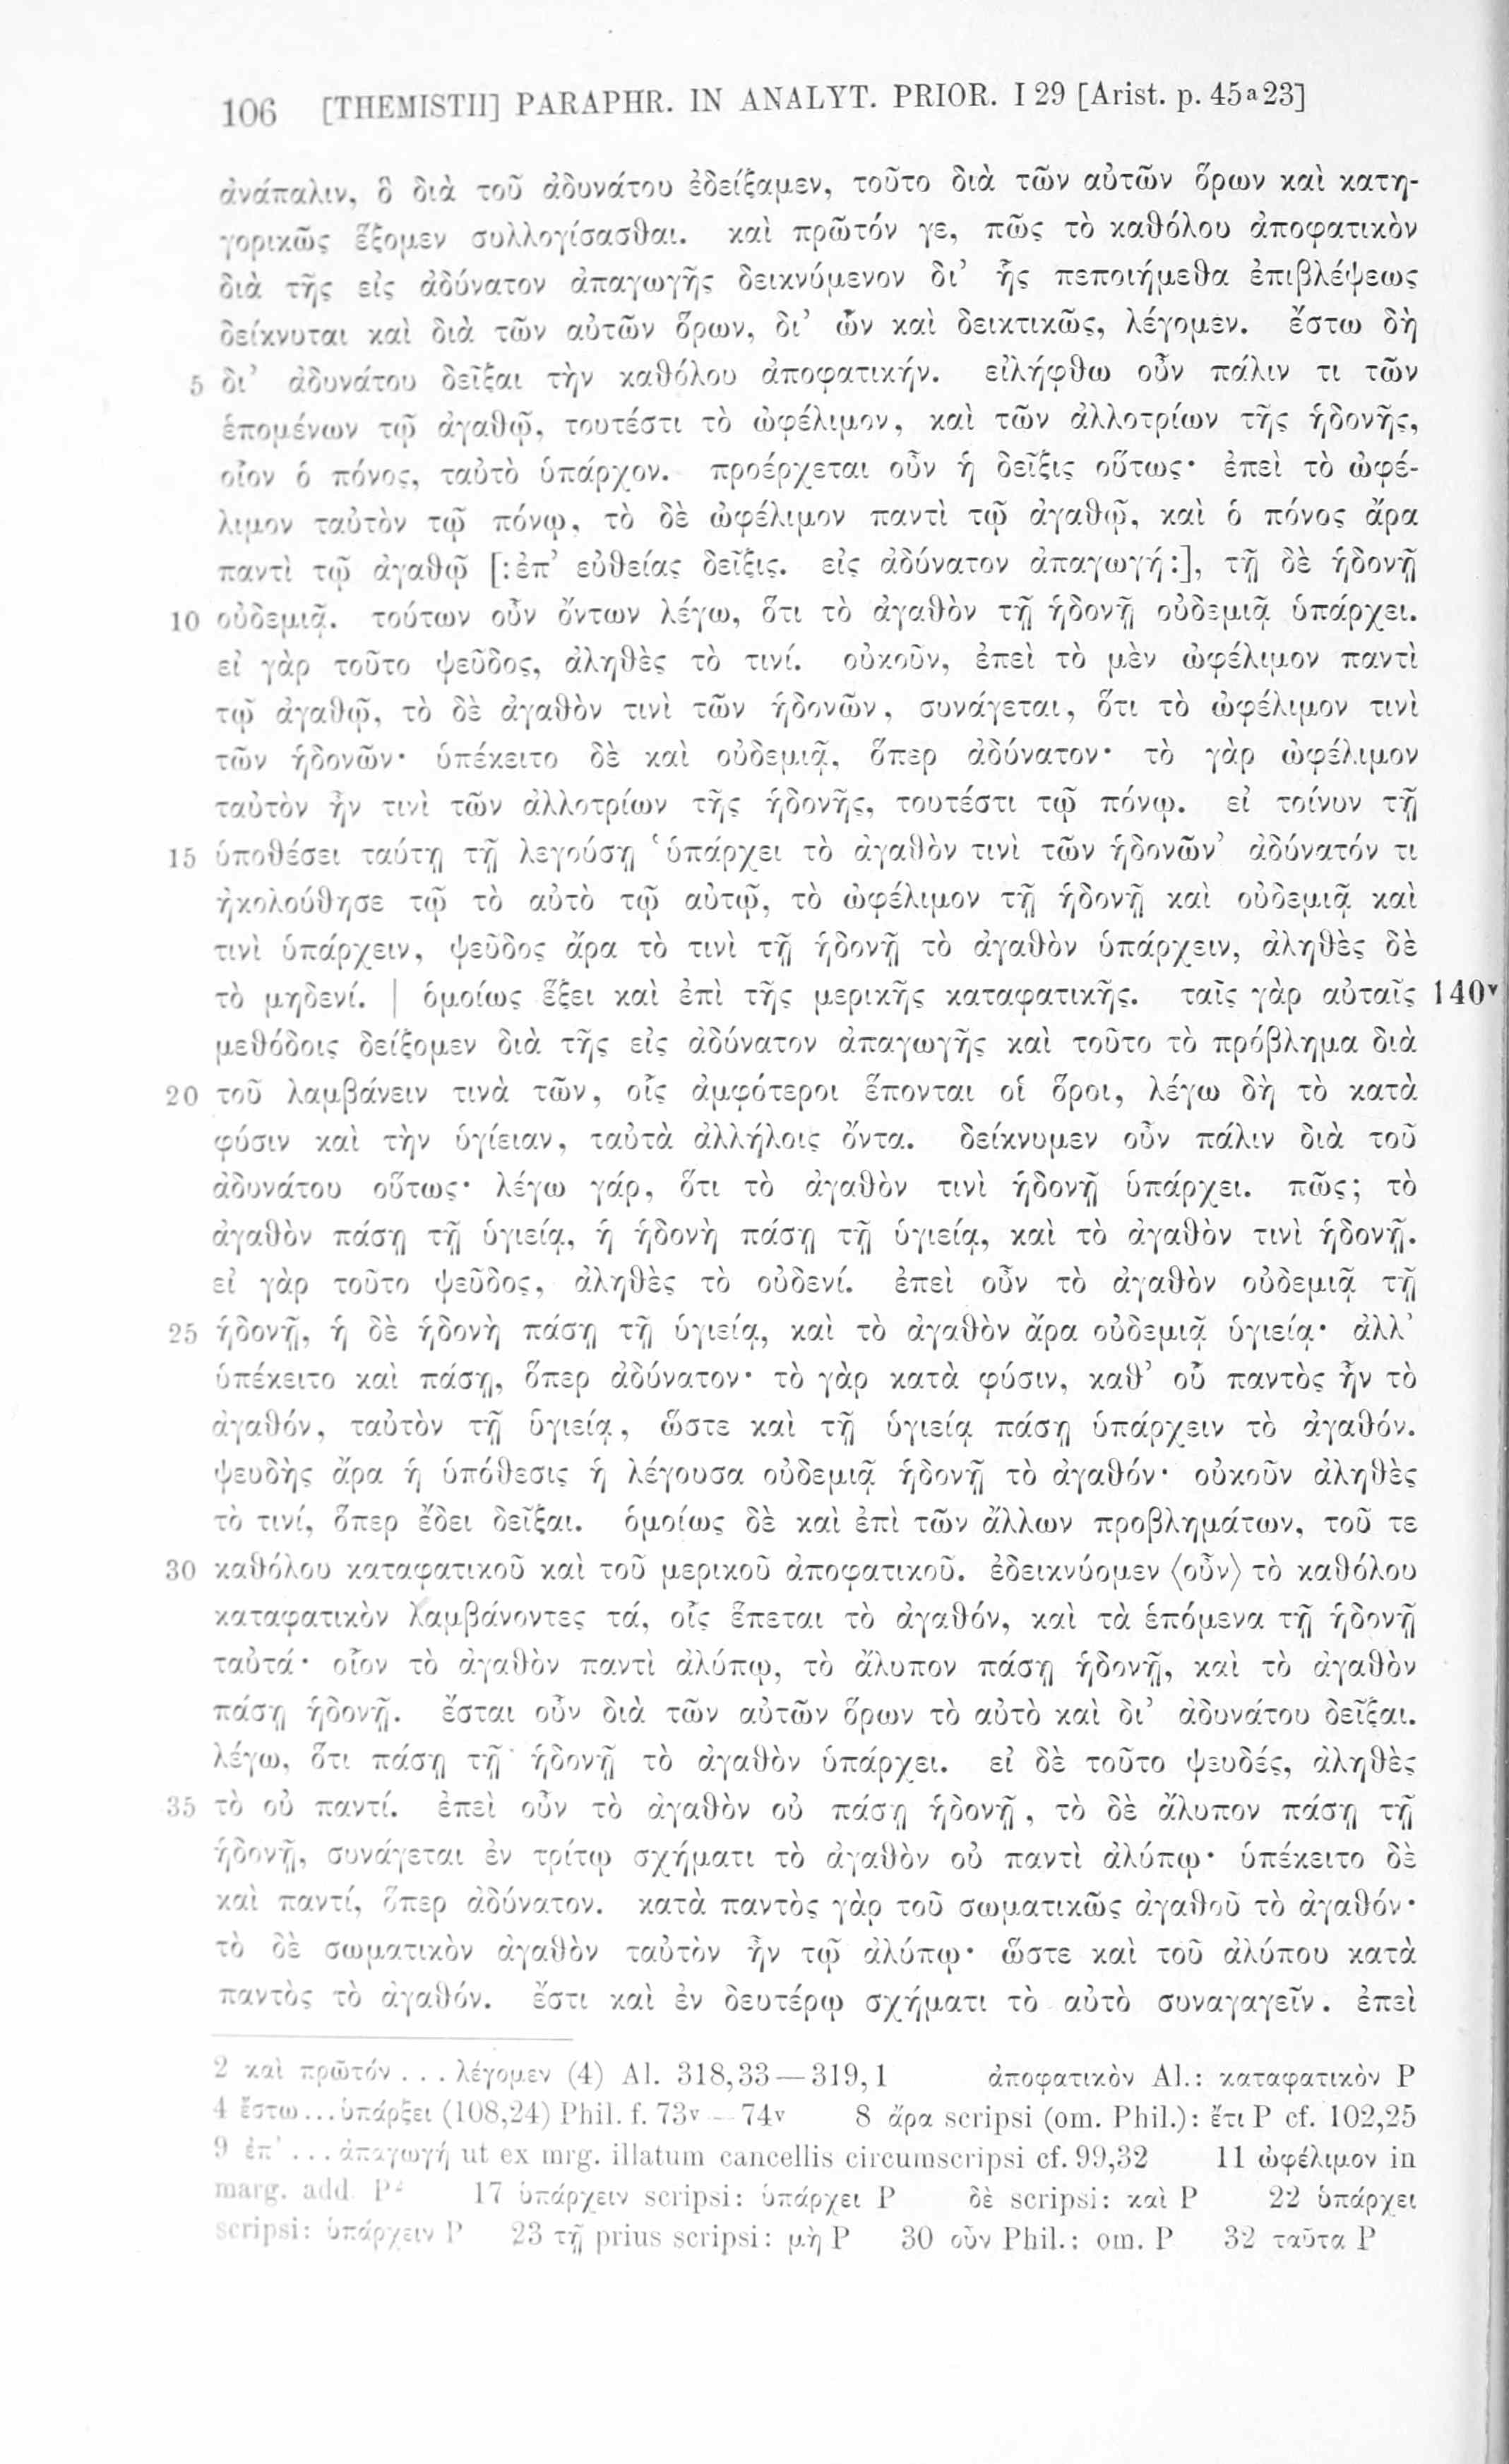 106 [THEMISTII] PARAPHR. IN ANALYT. PRIOR. I 29 [Arist. p. 45a23]
ἀνάπαλιν, ὃ διὰ τοῦ ἀδυνάτου ἐδείξαμεν, τοῦτο διὰ τῶν αὐτῶν ὅρων καὶ κατη-
γορικῶς ἕξομεν συλλογίσασθαι. καὶ πρῶτόν γε, πῶς τὸ καθόλου ἀποφατικὸν
διὰ τῆς εἰς ἀδύνατον ἀπαγωγῆς δεικνύμενον δι᾽ ἧς πεποιήμεθα ἐπιβλέψεως
δείκνυται καὶ διὰ τῶν αὐτῶν ὅρων, δι᾽ ὧν καὶ δεικτικῶς, λέγομεν. ἔστω δὴ
5 δι᾽ ἀδυνάτου δεῖξαι τὴν καθόλου ἀποφατικήν. εἰλήφθω οὖν πάλιν τι τῶν
ἑπομένων τῷ ἀγαθῷ, τουτέστι τὸ ὠφέλιμον, καὶ τῶν ἀλλοτρίων τῆς ἡδονῆς,
οἷον ὁ πόνος, ταὐτὸ ὑπάρχον. προέρχεται οὖν ἡ δεῖξις οὕτως· ἐπεὶ τὸ ὠφέ-
λιμον ταὐτὸν τῷ πόνῳ, τὸ δὲ ὠφέλιμον παντὶ τῷ ἀγαθῷ, καὶ ὁ πόνος ἄρα
παντὶ τῷ ἀγαθῷ [:ἐπ᾽ εὐθείας δεῖξις. εἰς ἀδύνατον ἀπαγωγή:], τῇ δὲ ἡδονῇ
10 οὐδεμιᾷ. τούτων οὖν ὄντων λέγω, ὅτι τὸ ἀγαθὸν τῇ ἡδονῇ οὐδεμιᾷ ὑπάρχει.
εἰ γὰρ τοῦτο ψεῦδος, ἀληθὲς τὸ τινί. οὐκοῦν, ἐπεὶ τὸ μὲν ὠφέλιμον παντὶ
τῷ ἀγαθῷ, τὸ δὲ ἀγαθὸν τινὶ τῶν ἡδονῶν, συνάγεται, ὅτι τὸ ὠφέλιμον τινὶ
τῶν ἡδονῶν· ὑπέκειτο δὲ καὶ οὐδεμιᾷ, ὅπερ ἀδύνατον· τὸ γὰρ ὠφέλιμον
ταὐτὸν ἦν τινὶ τῶν ἀλλοτρίων τῆς ἡδονῆς, τουτέστι τῷ πόνῳ. εἰ τοίνυν τῇ
15 ὑποθέσει ταύτῃ τῇ λεγούσῃ ‘ὑπάρχει τὸ ἀγαθὸν τινὶ τῶν ἡδονῶν’ ἀδύνατόν τι
ἠκολούθησε τῷ τὸ αὐτὸ τῷ αὐτῷ, τὸ ὠφέλιμον τῇ ἡδονῇ καὶ οὐδεμιᾷ καὶ
τινὶ ὑπάρχειν, ψεῦδος ἄρα τὸ τινὶ τῇ ἡδονῇ τὸ ἀγαθὸν ὑπάρχειν, ἀληθὲς δὲ
τὸ μηδενί. | ὁμοίως ἕξει καὶ ἐπὶ τῆς μερικῆς καταφατικῆς. ταῖς γὰρ αὐταῖς 140v
μεθόδοις δείξομεν διὰ τῆς εἰς ἀδύνατον ἀπαγωγῆς καὶ τοῦτο τὸ πρόβλημα διὰ
20 τοῦ λαμβάνειν τινὰ τῶν, οἷς ἀμφότεροι ἕπονται οἱ ὅροι, λέγω δὴ τὸ κατὰ
φύσιν καὶ τὴν ὑγίειαν, ταὐτὰ ἀλλήλοις ὄντα. δείκνυμεν οὖν πάλιν διὰ τοῦ
ἀδυνάτου οὕτως· λέγω γάρ, ὅτι τὸ ἀγαθὸν τινὶ ἡδονῇ ὑπάρχει. πῶς; τὸ
ἀγαθὸν πάσῃ τῇ ὑγιείᾳ, ἡ ἡδονὴ πάσῃ τῇ ὑγιείᾳ, καὶ τὸ ἀγαθὸν τινὶ ἡδονῇ.
εἰ γὰρ τοῦτο ψεῦδος, ἀληθὲς τὸ οὐδενί. ἐπεὶ οὖν τὸ ἀγαθὸν οὐδεμιᾷ τῇ
25 ἡδονῇ, ἡ δὲ ἡδονὴ πάσῃ τῇ ὑγιείᾳ, καὶ τὸ ἀγαθὸν ἄρα οὐδεμιᾷ ὑγιείᾳ· ἀλλ᾽
ὑπέκειτο καὶ πάσῃ, ὅπερ ἀδύνατον· τὸ γὰρ κατὰ φύσιν, καθ᾽ οὗ παντὸς ἦν τὸ
ἀγαθόν, ταὐτὸν τῇ ὑγιείᾳ, ὥστε καὶ τῇ ὑγιείᾳ πάσῃ ὑπάρχειν τὸ ἀγαθόν.
ψευδὴς ἄρα ἡ ὑπόθεσις ἡ λέγουσα οὐδεμιᾷ ἡδονῇ τὸ ἀγαθόν· οὐκοῦν ἀληθὲς
τὸ τινί, ὅπερ ἔδει δεῖξαι. ὁμοίως δὲ καὶ ἐπὶ τῶν ἄλλων προβλημάτων, τοῦ τε
30 καθόλου καταφατικοῦ καὶ τοῦ μερικοῦ ἀποφατικοῦ. ἐδεικνύομεν ⟨οὖν⟩ τὸ καθόλου
καταφατικὸν λαμβάνοντες τά, οἷς ἕπεται τὸ ἀγαθόν, καὶ τὰ ἑπόμενα τῇ ἡδονῇ
ταὐτά· οἷον τὸ ἀγαθὸν παντὶ ἀλύπῳ, τὸ ἄλυπον πάσῃ ἡδονῇ, καὶ τὸ ἀγαθὸν
πάσῃ ἡδονῇ. ἔσται οὖν διὰ τῶν αὐτῶν ὅρων τὸ αὐτὸ καὶ δι᾽ ἀδυνάτου δεῖξαι.
λέγω, ὅτι πάσῃ τῇ ἡδονῇ τὸ ἀγαθὸν ὑπάρχει. εἰ δὲ τοῦτο ψευδές, ἀληθὲς
35 τὸ οὐ παντί. ἐπεὶ οὖν τὸ ἀγαθὸν οὐ πάσῃ ἡδονῇ, τὸ δὲ ἄλυπον πάσῃ τῇ
ἡδονῇ, συνάγεται ἐν τρίτῳ σχήματι τὸ ἀγαθὸν οὐ παντὶ ἀλύπῳ· ὑπέκειτο δὲ
καὶ παντί, ὅπερ ἀδύνατον. κατὰ παντὸς γὰρ τοῦ σωματικῶς ἀγαθοῦ τὸ ἀγαθόν·
τὸ δὲ σωματικὸν ἀγαθὸν ταὐτὸν ἦν τῷ ἀλύπῳ· ὥστε καὶ τοῦ ἀλύπου κατὰ
παντὸς τὸ ἀγαθόν. ἔστι καὶ ἐν δευτέρῳ σχήματι τὸ αὐτὸ συναγαγεῖν. ἐπεὶ
2 καὶ πρῶτόν . . . λέγομεν (4) Al. 318,33—319,1 ἀποφατικὸν Al.: καταφατικὸν P
4 ἔστω...ὑπάρξει (108,24) Phil. f. 73v—74v 8 ἄρα scripsi (om. Phil.): ἔτι P cf. 102,25
9 ἐπ᾽ ...ἀπαγωγή ut ex mrg. illatum cancellis circumscripsi cf. 99,32 11 ὠφέλιμον in
marg. add. P² 17 ὑπάρχειν scripsi: ὑπάρχει P δὲ scripsi: καὶ P 22 ὑπάρχει
scripsi: ὑπάρχειν P 23 τῇ prius scripsi: μὴ P 30 οὖν Phil.: om. P 32 ταῦτα P